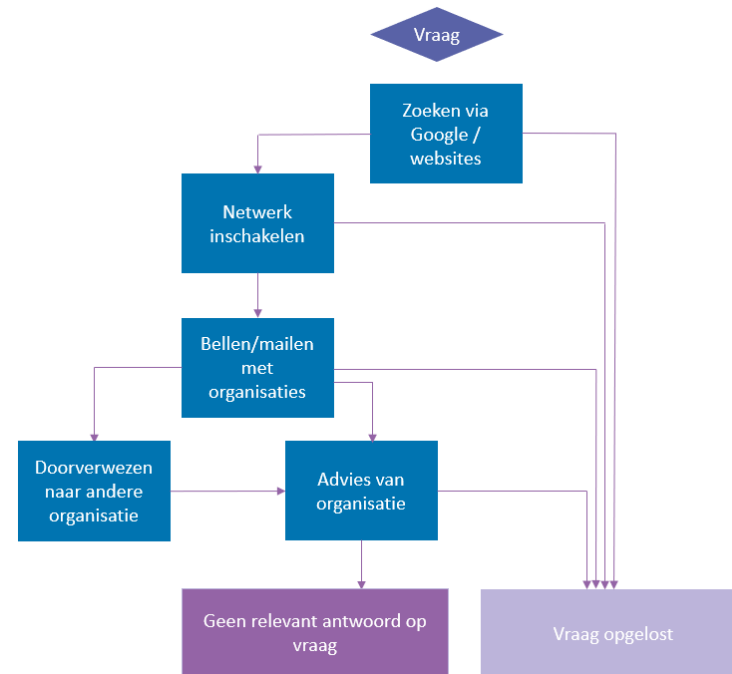 Vraag
Zoeken via
Google /
websites
Netwerk
inschakelen
Bellen/mailen
met
organisaties
Doorverwezen
naar andere
organisatie
Advies van
organisatie
Geen relevant antwoord op
vraag
Vraag opgelost